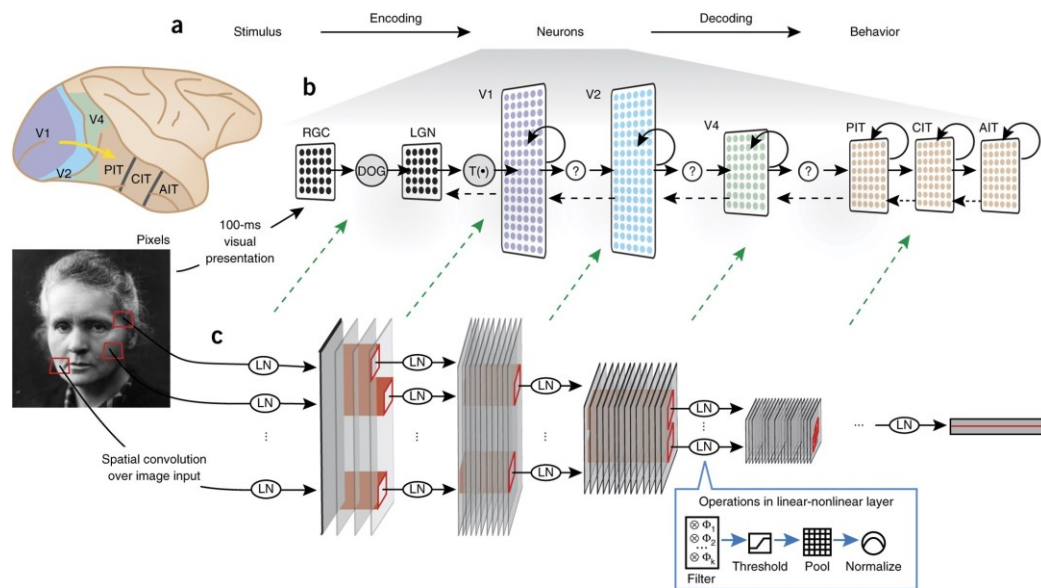 a
Stimulus
Encoding
Neurons
Decoding
Behavior
b
V1
V2
V4
PIT
CIT
AIT
RGC
LGN
DOG
T(•)
?
?
?
V1
V4
V2
PIT
CIT
AIT
100-ms
visual
presentation
Pixels
c
LN
LN
LN
LN
LN
LN
LN
LN
LN
LN
... LN
...
...
...
...
Spatial convolution
over image input
Operations in linear-nonlinear layer
⊗ Φ1
⊗ Φ2
...
⊗ Φk
Filter
Threshold
Pool
Normalize